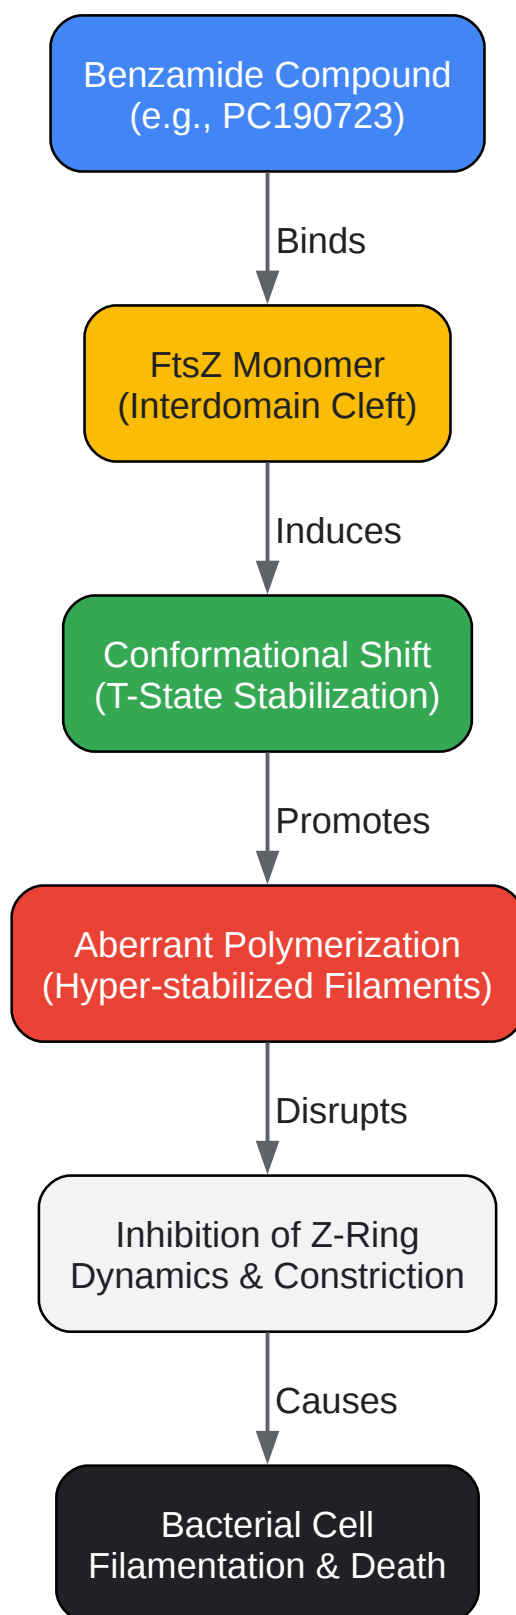 Benzamide Compound
(e.g., PC190723)
Binds
FtsZ Monomer
(Interdomain Cleft)
Induces
Conformational Shift
(T-State Stabilization)
Promotes
Aberrant Polymerization
(Hyper-stabilized Filaments)
Disrupts
Inhibition of Z-Ring
Dynamics & Constriction
Causes
Bacterial Cell
Filamentation & Death